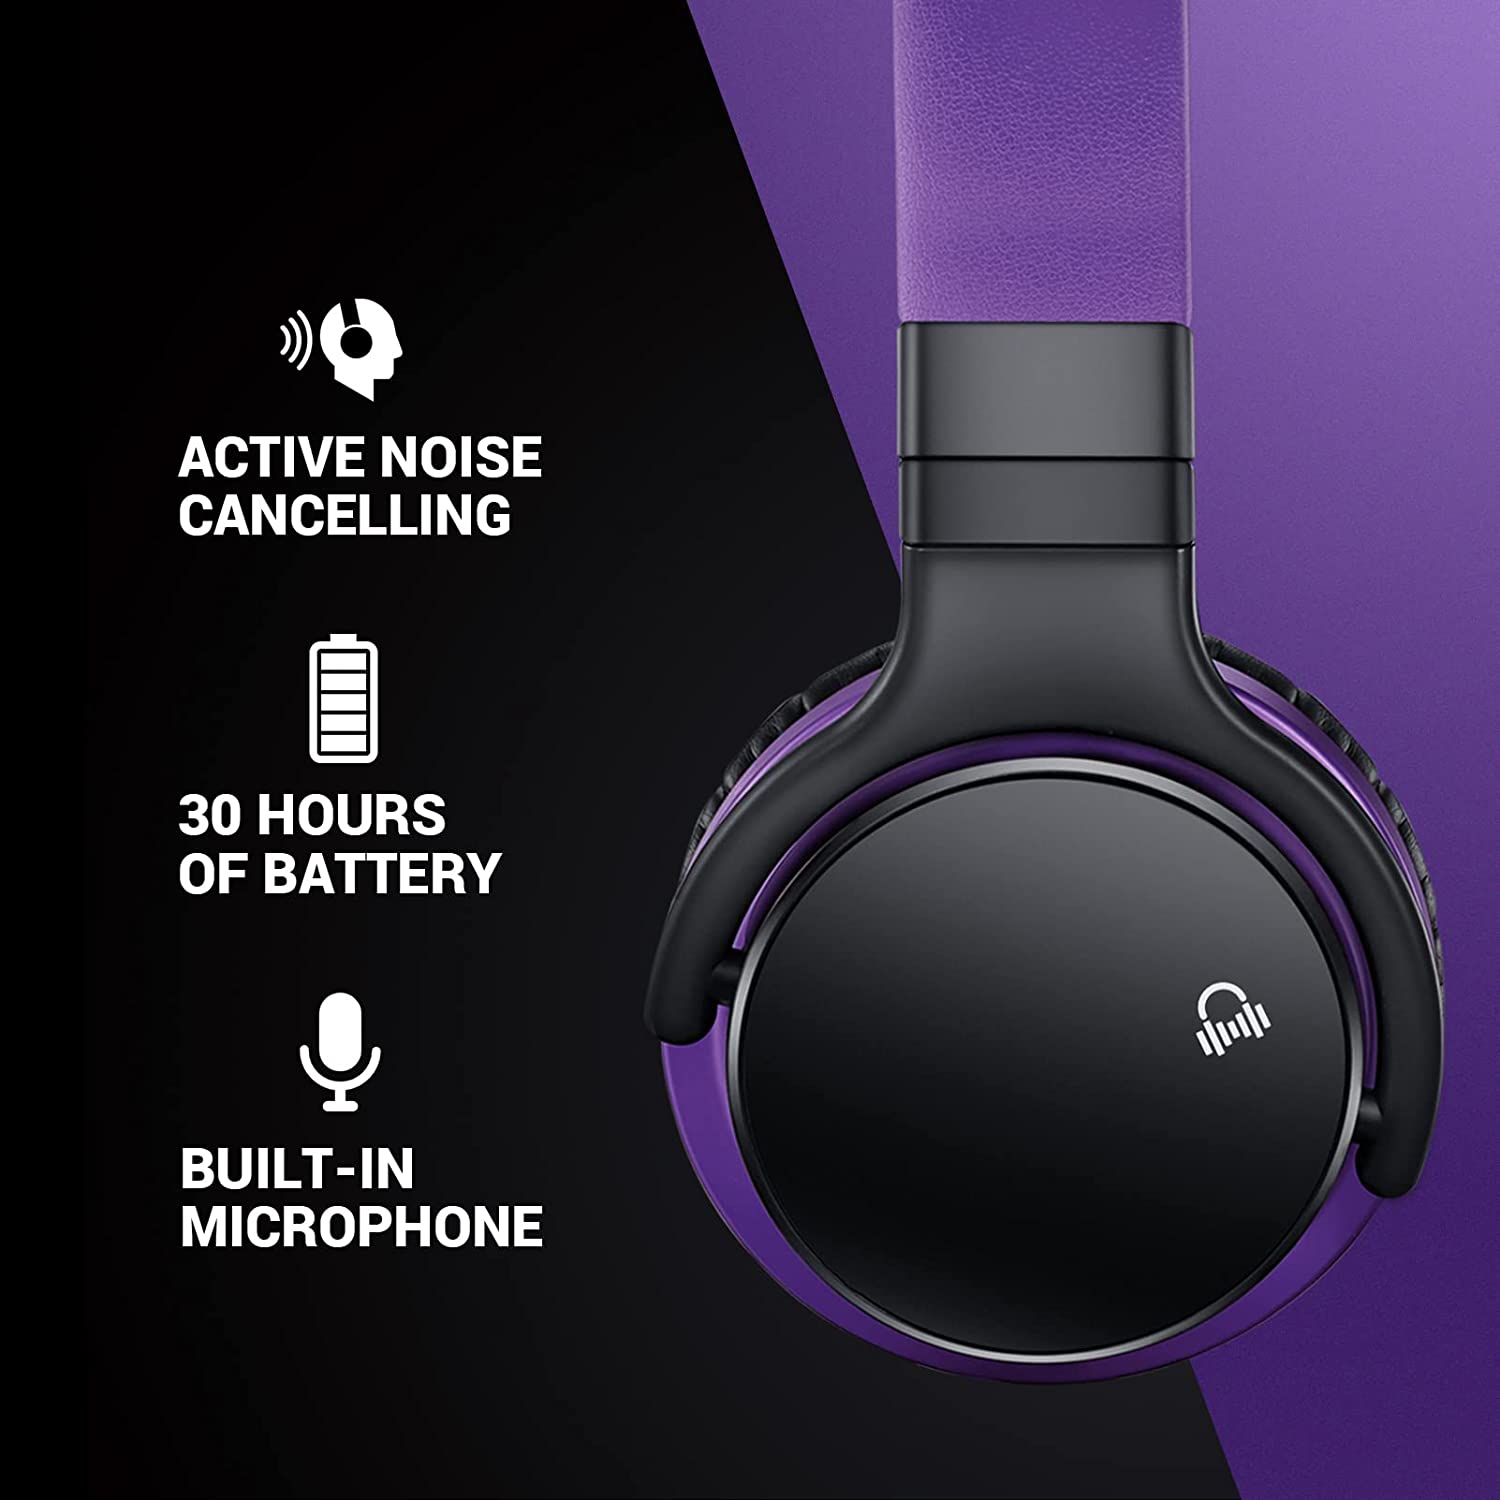 ACTIVE NOISE
CANCELLING
30 HOURS
OF BATTERY
BUILT-IN
MICROPHONE